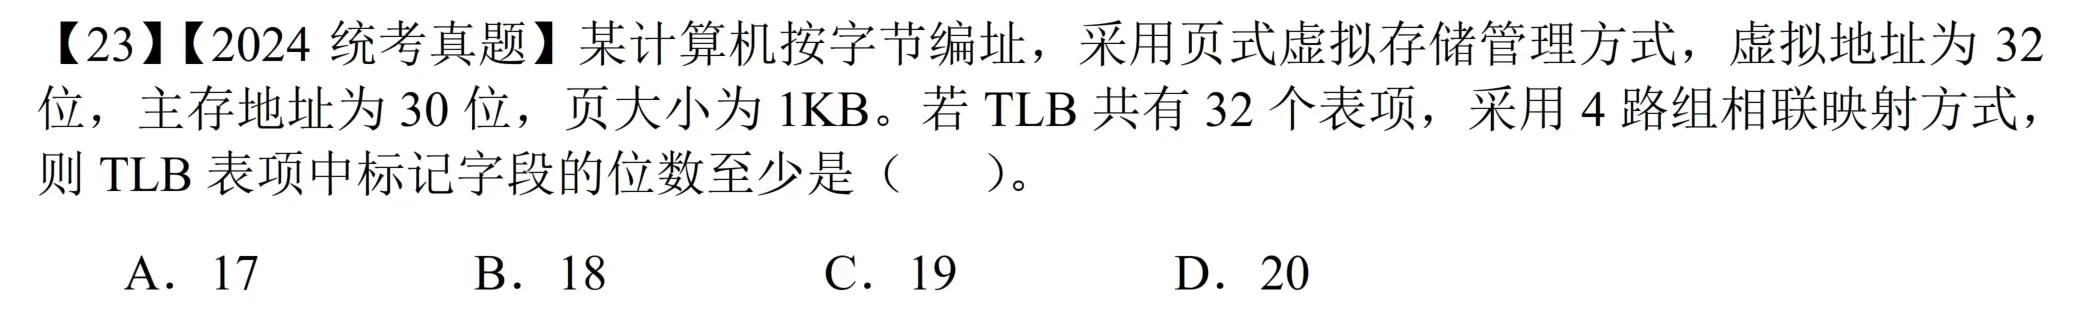 【23】【2024 统考真题】某计算机按字节编址，采用页式虚拟存储管理方式，虚拟地址为 32
位，主存地址为 30 位，页大小为 1KB。若 TLB 共有 32 个表项，采用 4 路组相联映射方式，
则 TLB 表项中标记字段的位数至少是（　　）。
A．17　　B．18　　C．19　　D．20